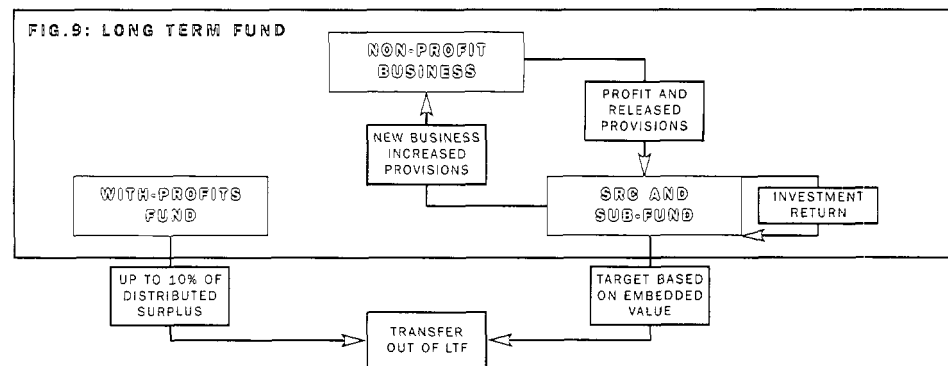 FIG.9: LONG TERM FUND
NON-PROFIT
BUSINESS
PROFIT AND
RELEASED
PROVISIONS
NEW BUSINESS
INCREASED
PROVISIONS
WITH-PROFITS
FUND
SRC AND
SUB-FUND
INVESTMENT
RETURN
UP TO 10% OF
DISTRIBUTED
SURPLUS
TARGET BASED
ON EMBEDDED
VALUE
TRANSFER
OUT OF LTF